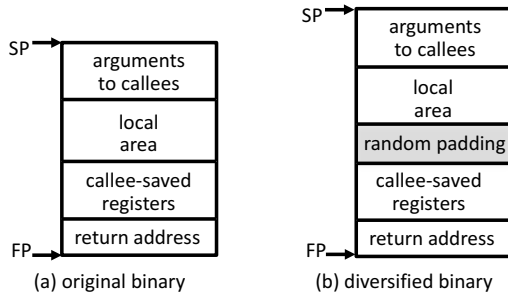 SP
arguments
to callees
local
area
callee-saved
registers
return address
FP
(a) original binary
SP
arguments
to callees
local
area
random padding
callee-saved
registers
return address
FP
(b) diversified binary